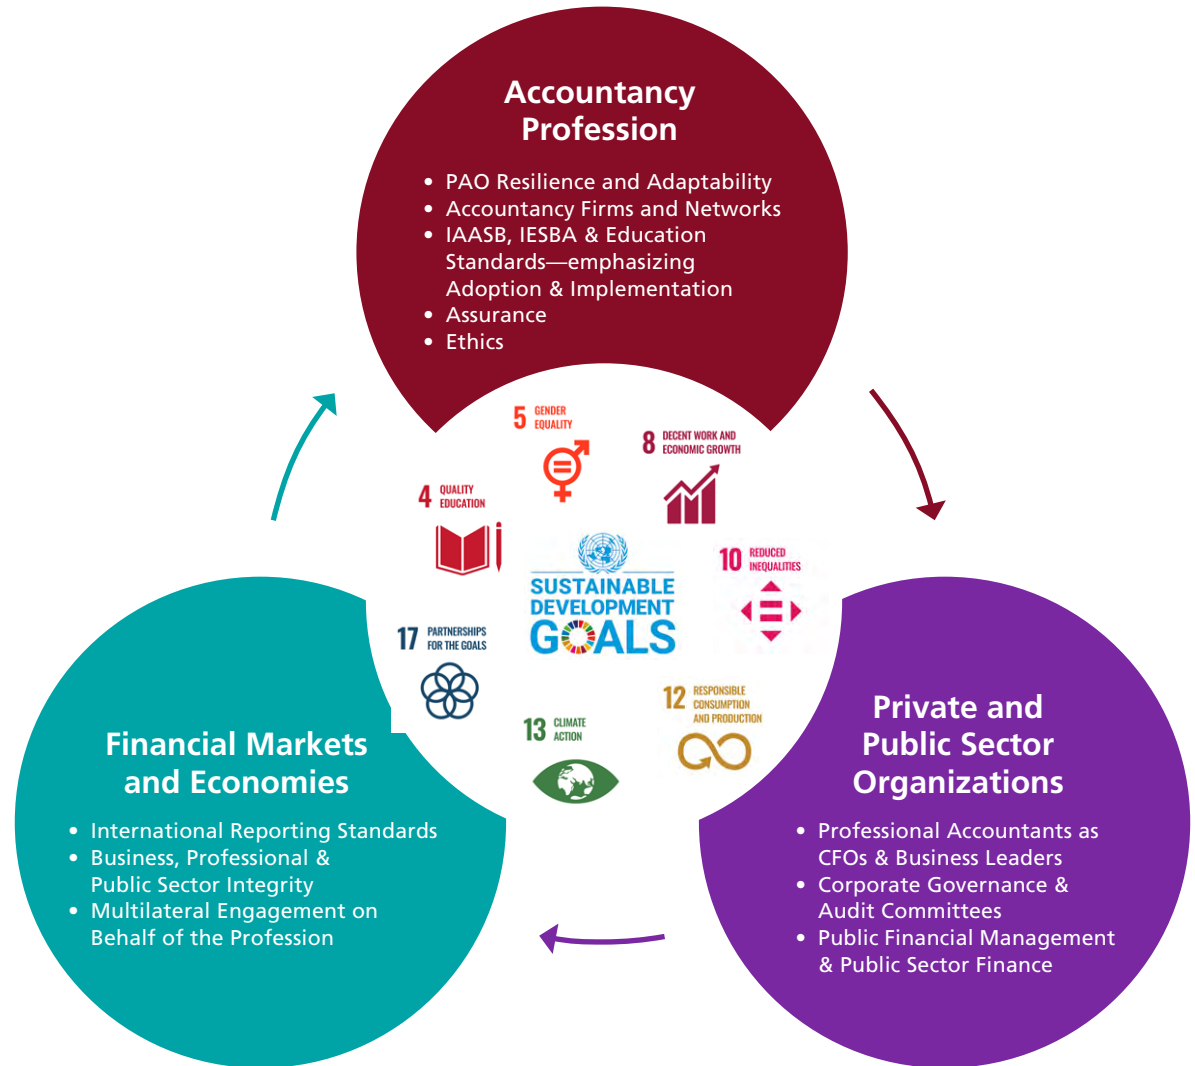 Accountancy
Profession
• PAO Resilience and Adaptability
• Accountancy Firms and Networks
• IAASB, IESBA & Education
Standards—emphasizing
Adoption & Implementation
• Assurance
• Ethics
5 GENDER
EQUALITY
8 DECENT WORK AND
ECONOMIC GROWTH
4 QUALITY
EDUCATION
10 REDUCED
INEQUALITIES
SUSTAINABLE
DEVELOPMENT
GOALS
17 PARTNERSHIPS
FOR THE GOALS
12 RESPONSIBLE
CONSUMPTION
AND PRODUCTION
13 CLIMATE
ACTION
Financial Markets
and Economies
• International Reporting Standards
• Business, Professional &
Public Sector Integrity
• Multilateral Engagement on
Behalf of the Profession
Private and
Public Sector
Organizations
• Professional Accountants as
CFOs & Business Leaders
• Corporate Governance &
Audit Committees
• Public Financial Management
& Public Sector Finance